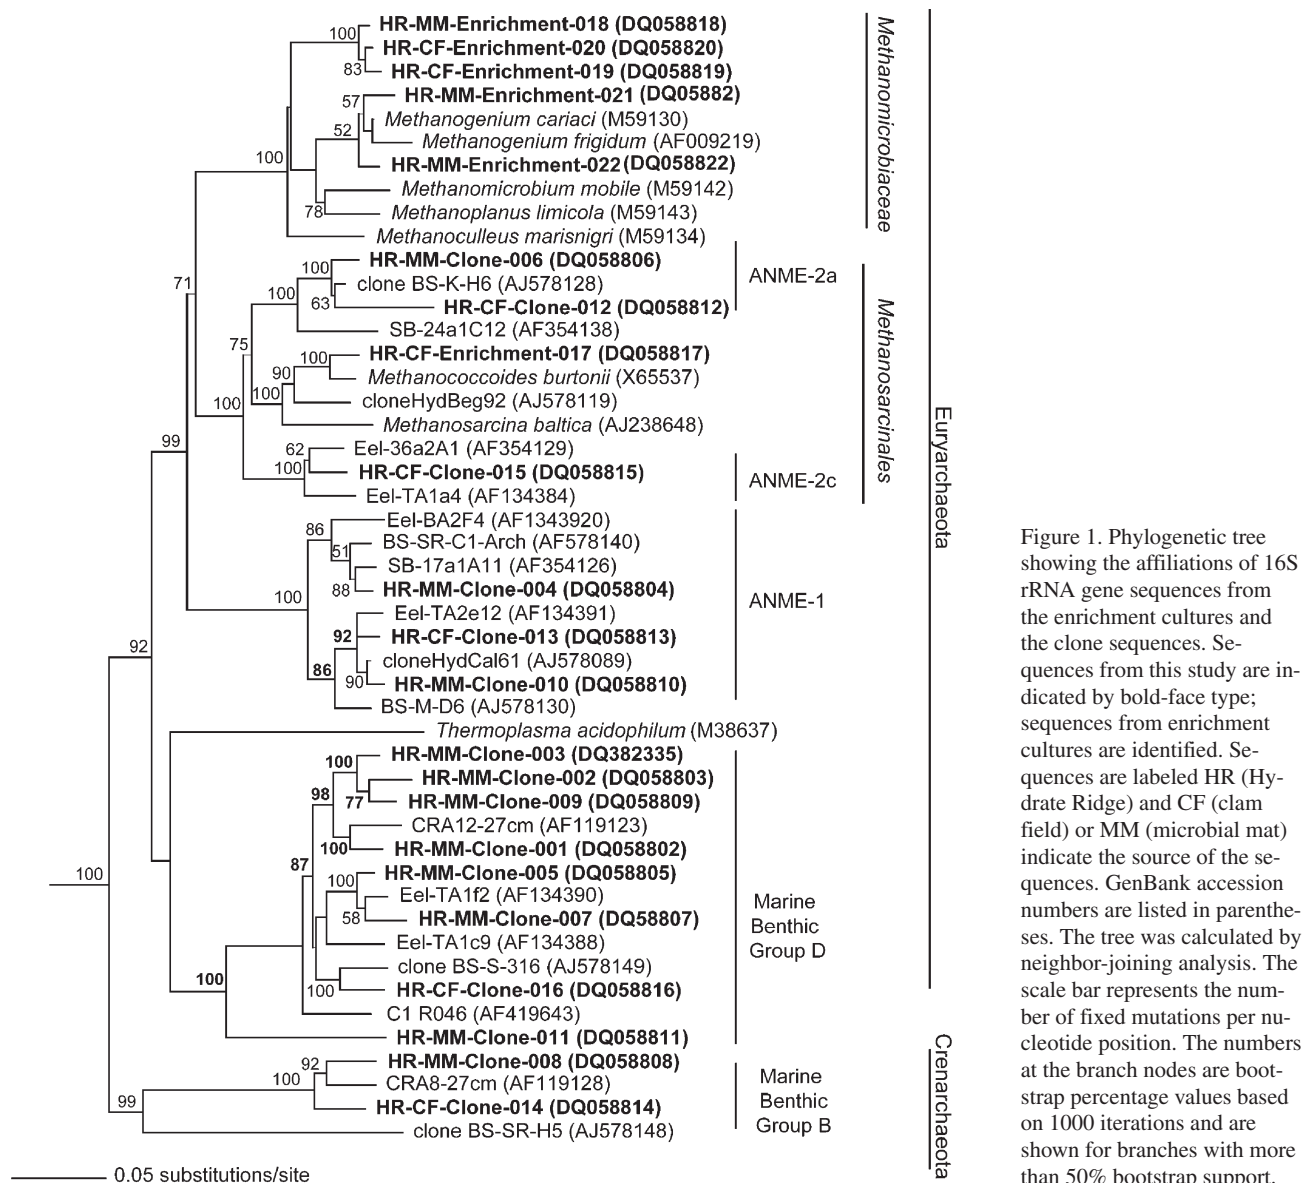 HR-MM-Enrichment-018 (DQ058818)
100
HR-CF-Enrichment-020 (DQ058820)
83
HR-CF-Enrichment-019 (DQ058819)
HR-MM-Enrichment-021 (DQ05882)
57
Methanogenium cariaci (M59130)
52
Methanogenium frigidum (AF009219)
100
HR-MM-Enrichment-022 (DQ058822)
Methanomicrobium mobile (M59142)
78
Methanoplanus limicola (M59143)
Methanoculleus marisnigri (M59134)
Methanomicrobiaceae
71
HR-MM-Clone-006 (DQ058806)
100
clone BS-K-H6 (AJ578128)
100
63
HR-CF-Clone-012 (DQ058812)
ANME-2a
SB-24a1C12 (AF354138)
75
HR-CF-Enrichment-017 (DQ058817)
100
90
Methanococcoides burtonii (X65537)
100
cloneHydBeg92 (AJ578119)
100
Methanosarcina baltica (AJ238648)
Methanosarcinales
99
62
Eel-36a2A1 (AF354129)
100
HR-CF-Clone-015 (DQ058815)
Eel-TA1a4 (AF134384)
ANME-2c
Euryarchaeota
86
Eel-BA2F4 (AF1343920)
51
BS-SR-C1-Arch (AF578140)
SB-17a1A11 (AF354126)
88
HR-MM-Clone-004 (DQ058804)
100
ANME-1
Eel-TA2e12 (AF134391)
92
HR-CF-Clone-013 (DQ058813)
92
cloneHydCal61 (AJ578089)
86
90
HR-MM-Clone-010 (DQ058810)
BS-M-D6 (AJ578130)
Thermoplasma acidophilum (M38637)
HR-MM-Clone-003 (DQ382335)
100
HR-MM-Clone-002 (DQ058803)
98
77
HR-MM-Clone-009 (DQ058809)
CRA12-27cm (AF119123)
100
HR-MM-Clone-001 (DQ058802)
87
HR-MM-Clone-005 (DQ058805)
100
100
Eel-TA1f2 (AF134390)
58
HR-MM-Clone-007 (DQ58807)
Eel-TA1c9 (AF134388)
Marine
Benthic
Group D
clone BS-S-316 (AJ578149)
100
100
HR-CF-Clone-016 (DQ058816)
C1 R046 (AF419643)
HR-MM-Clone-011 (DQ058811)
92
HR-MM-Clone-008 (DQ058808)
100
CRA8-27cm (AF119128)
99
HR-CF-Clone-014 (DQ058814)
clone BS-SR-H5 (AJ578148)
Marine
Benthic
Group B
Crenarchaeota
0.05 substitutions/site
Figure 1. Phylogenetic tree
showing the affiliations of 16S
rRNA gene sequences from
the enrichment cultures and
the clone sequences. Se-
quences from this study are in-
dicated by bold-face type;
sequences from enrichment
cultures are identified. Se-
quences are labeled HR (Hy-
drate Ridge) and CF (clam
field) or MM (microbial mat)
indicate the source of the se-
quences. GenBank accession
numbers are listed in parenthe-
ses. The tree was calculated by
neighbor-joining analysis. The
scale bar represents the num-
ber of fixed mutations per nu-
cleotide position. The numbers
at the branch nodes are boot-
strap percentage values based
on 1000 iterations and are
shown for branches with more
than 50% bootstrap support.